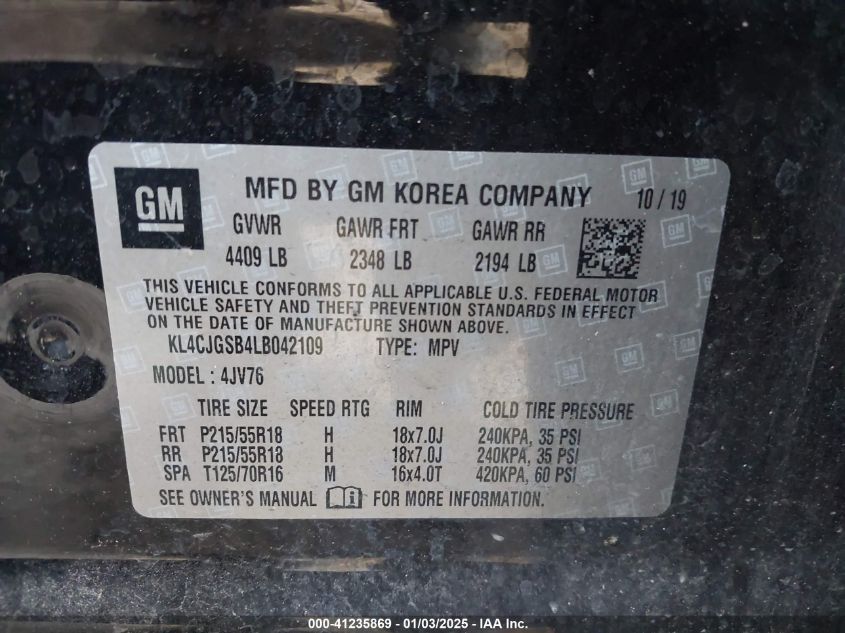 GM
MFD BY GM KOREA COMPANY 10 / 19
GVWR GAWR FRT GAWR RR
4409 LB 2348 LB 2194 LB
THIS VEHICLE CONFORMS TO ALL APPLICABLE U.S. FEDERAL MOTOR
VEHICLE SAFETY AND THEFT PREVENTION STANDARDS IN EFFECT
ON THE DATE OF MANUFACTURE SHOWN ABOVE.
KL4CJGSB4LB042109 TYPE: MPV
MODEL : 4JV76
TIRE SIZE SPEED RTG RIM COLD TIRE PRESSURE
FRT P215/55R18 H 18x7.0J 240KPA, 35 PSI
RR P215/55R18 H 18x7.0J 240KPA, 35 PSI
SPA T125/70R16 M 16x4.0T 420KPA, 60 PSI
SEE OWNER'S MANUAL i FOR MORE INFORMATION.
000-41235869 - 01/03/2025 - IAA Inc.